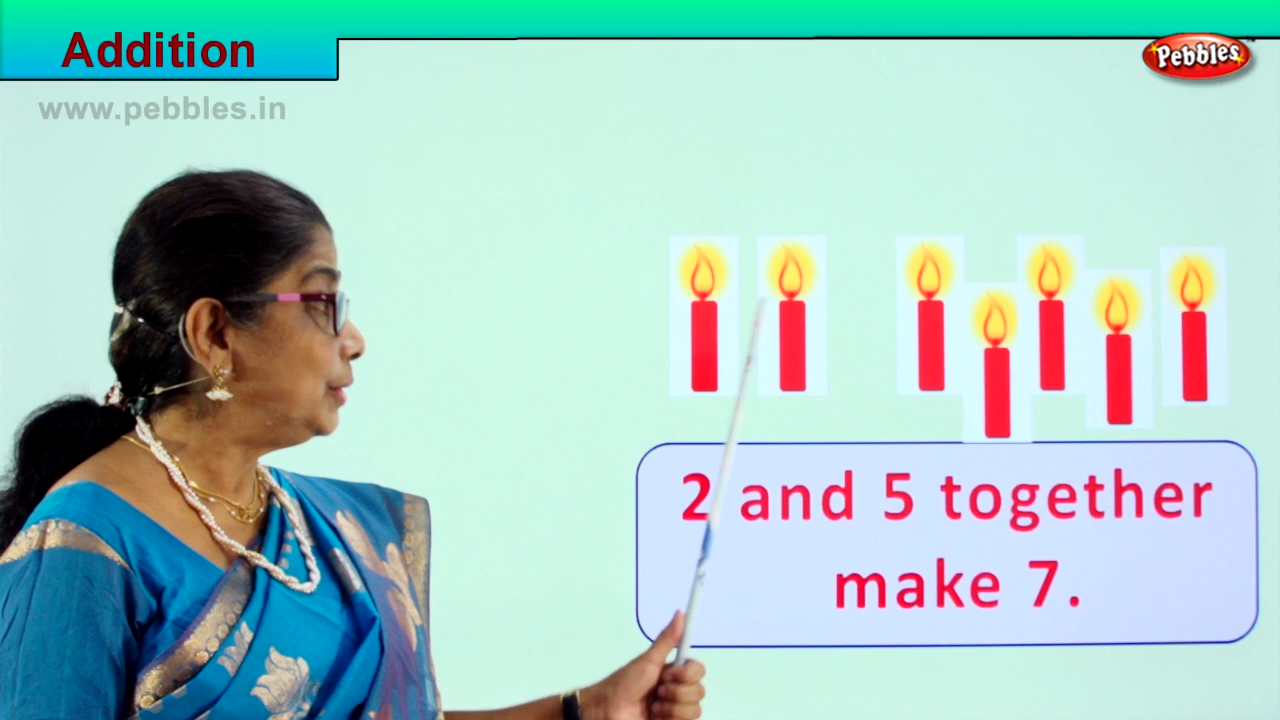 Addition
Pebbles
www.pebbles.in
2 and 5 together
make 7.